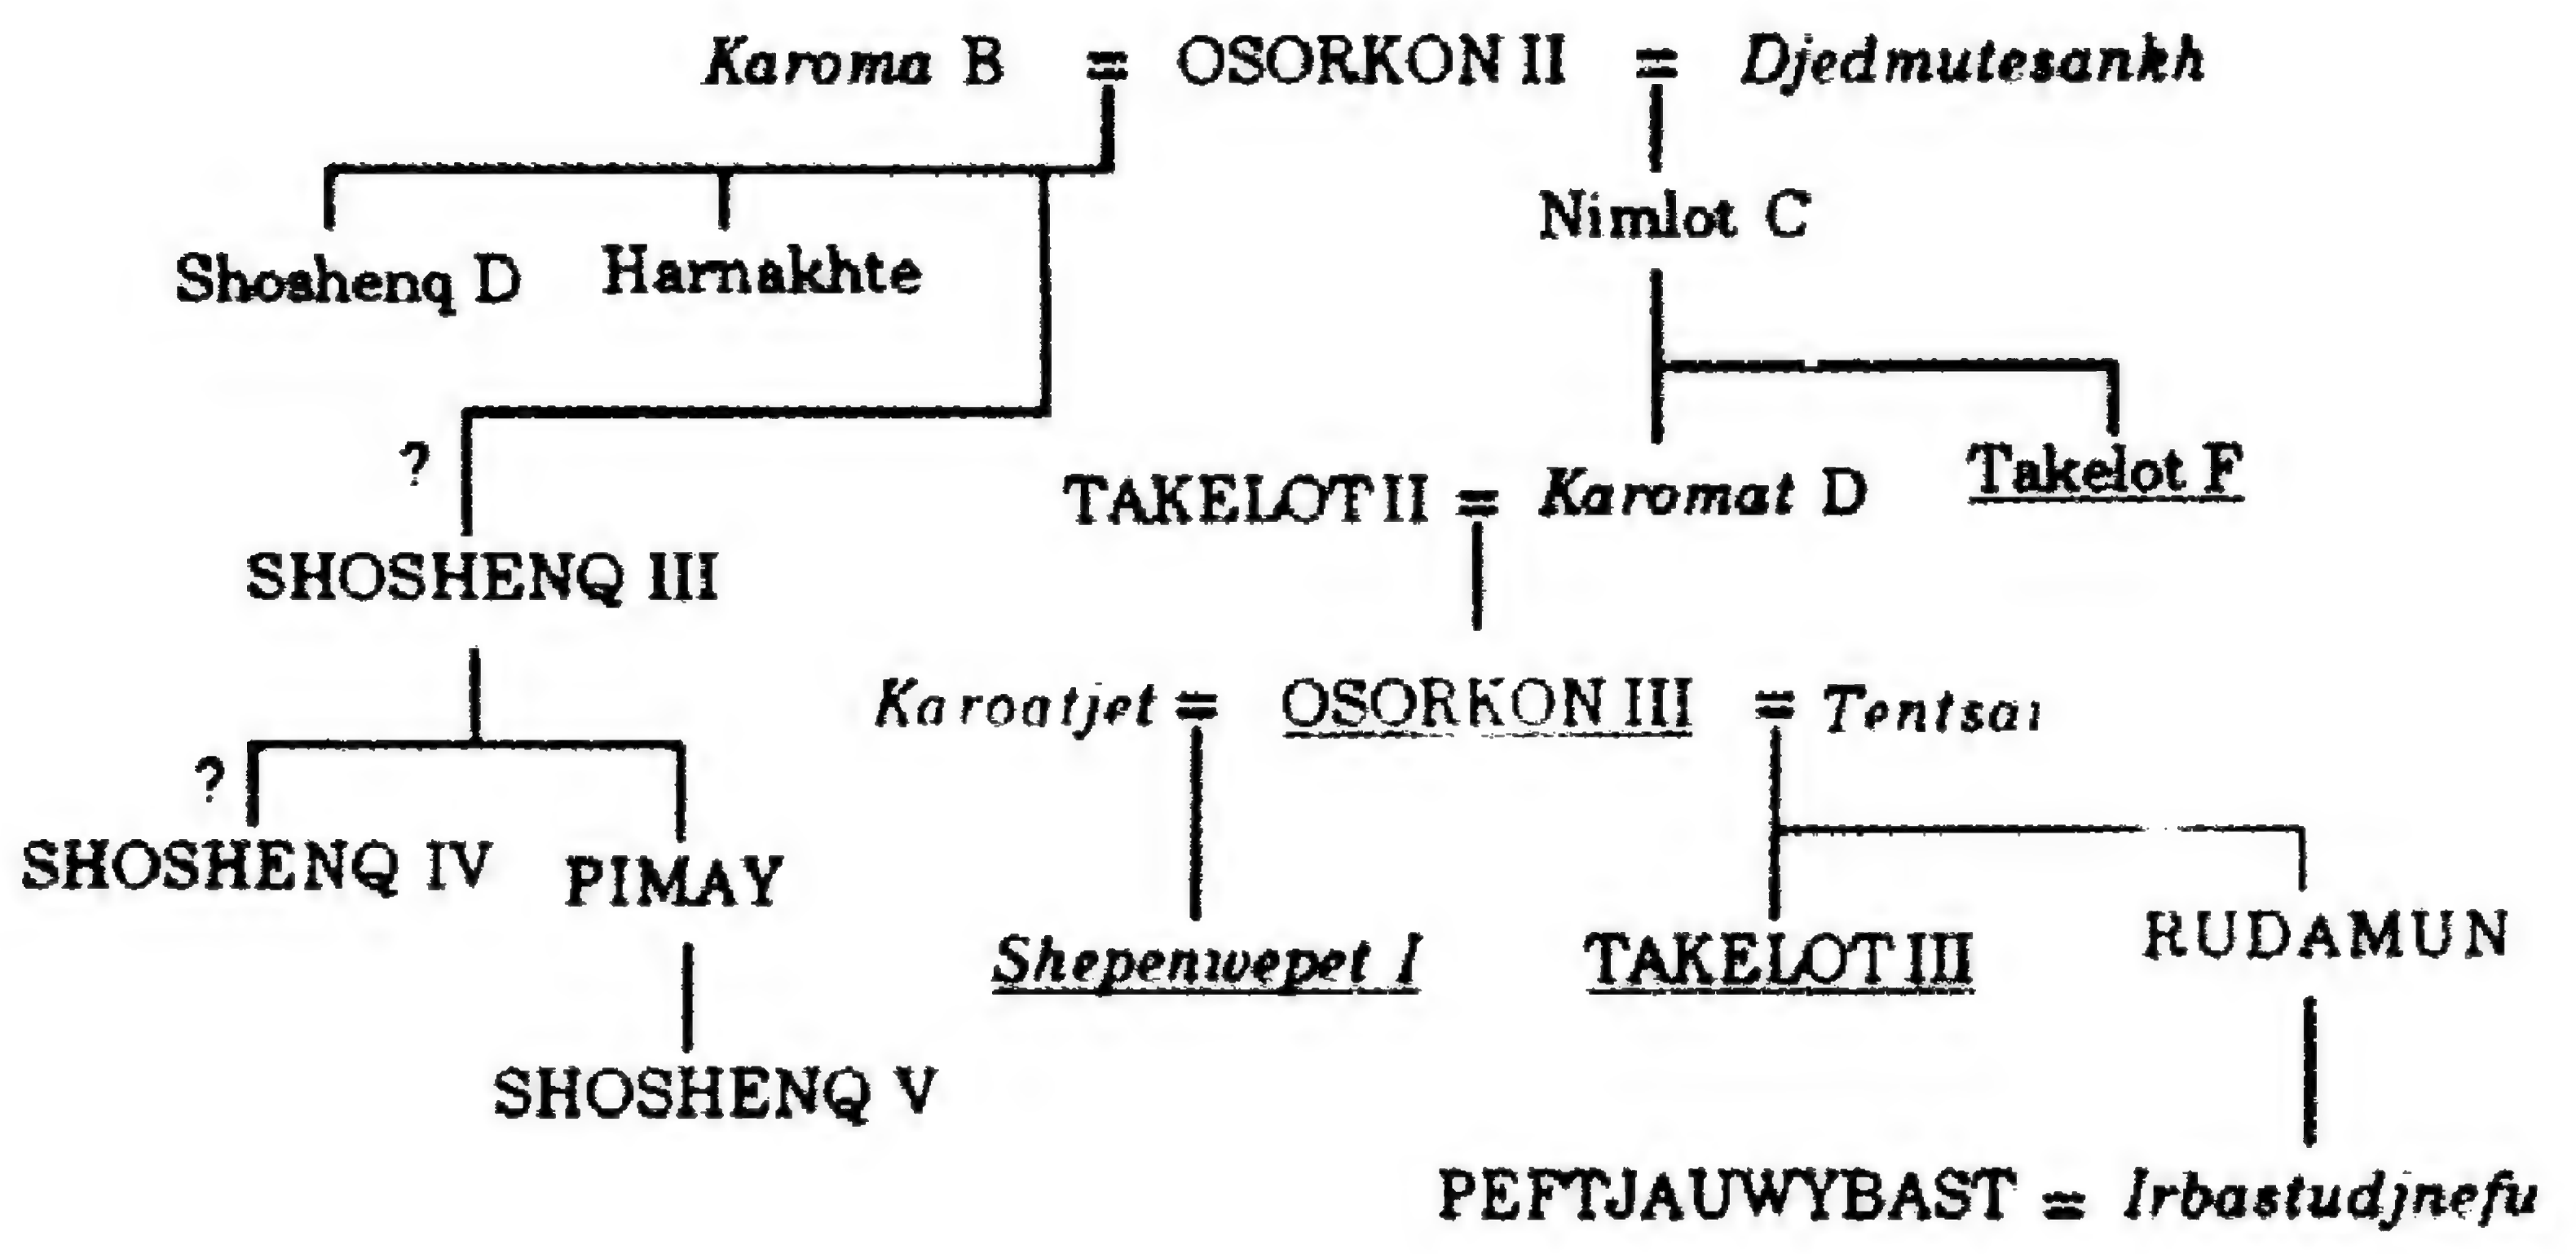 Karoma B = OSORKON II = Djedmutesankh
Nimlot C
Shoshenq D Harnakhte
?
TAKELOT II = Karomat D Takelot F
SHOSHENQ III
Karoatjet = OSORKON III = Tentsai
?
SHOSHENQ IV PIMAY
Shepenwepet I TAKELOT III RUDAMUN
SHOSHENQ V
PEFTJAUWYBAST = Irbastudjnefu